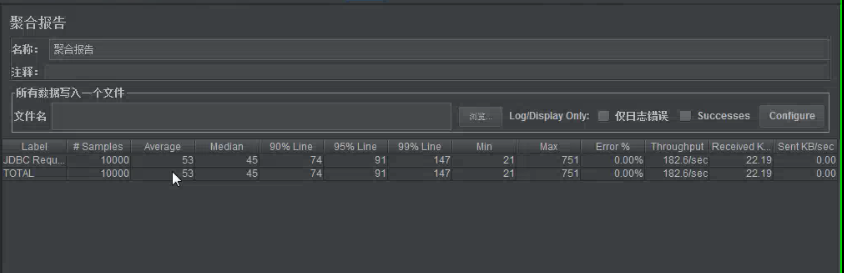 聚合报告
名称: 聚合报告
注释:
所有数据写入一个文件
文件名 浏览... Log/Display Only: 仅日志错误 Successes Configure
Label # Samples Average Median 90% Line 95% Line 99% Line Min Max Error % Throughput Received K... Sent KB/sec
JDBC Requ... 10000 53 45 74 91 147 21 751 0.00% 182.6/sec 22.19 0.00
TOTAL 10000 53 45 74 91 147 21 751 0.00% 182.6/sec 22.19 0.00